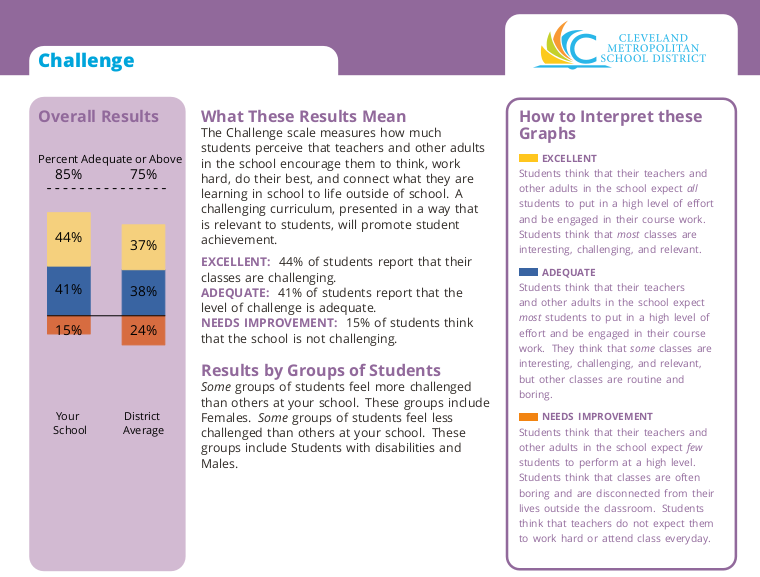 Challenge
CLEVELAND
METROPOLITAN
SCHOOL DISTRICT
Overall Results
Percent Adequate or Above
85% 75%
44% 37%
41% 38%
15% 24%
Your School
District Average
What These Results Mean
The Challenge scale measures how much
students perceive that teachers and other adults
in the school encourage them to think, work
hard, do their best, and connect what they are
learning in school to life outside of school. A
challenging curriculum, presented in a way that
is relevant to students, will promote student
achievement.
EXCELLENT: 44% of students report that their
classes are challenging.
ADEQUATE: 41% of students report that the
level of challenge is adequate.
NEEDS IMPROVEMENT: 15% of students think
that the school is not challenging.
Results by Groups of Students
Some groups of students feel more challenged
than others at your school. These groups include
Females. Some groups of students feel less
challenged than others at your school. These
groups include Students with disabilities and
Males.
How to Interpret these
Graphs
EXCELLENT
Students think that their teachers and
other adults in the school expect all
students to put in a high level of effort
and be engaged in their course work.
Students think that most classes are
interesting, challenging, and relevant.
ADEQUATE
Students think that their teachers
and other adults in the school expect
most students to put in a high level of
effort and be engaged in their course
work. They think that some classes are
interesting, challenging, and relevant,
but other classes are routine and
boring.
NEEDS IMPROVEMENT
Students think that their teachers and
other adults in the school expect few
students to perform at a high level.
Students think that classes are often
boring and are disconnected from their
lives outside the classroom. Students
think that teachers do not expect them
to work hard or attend class everyday.